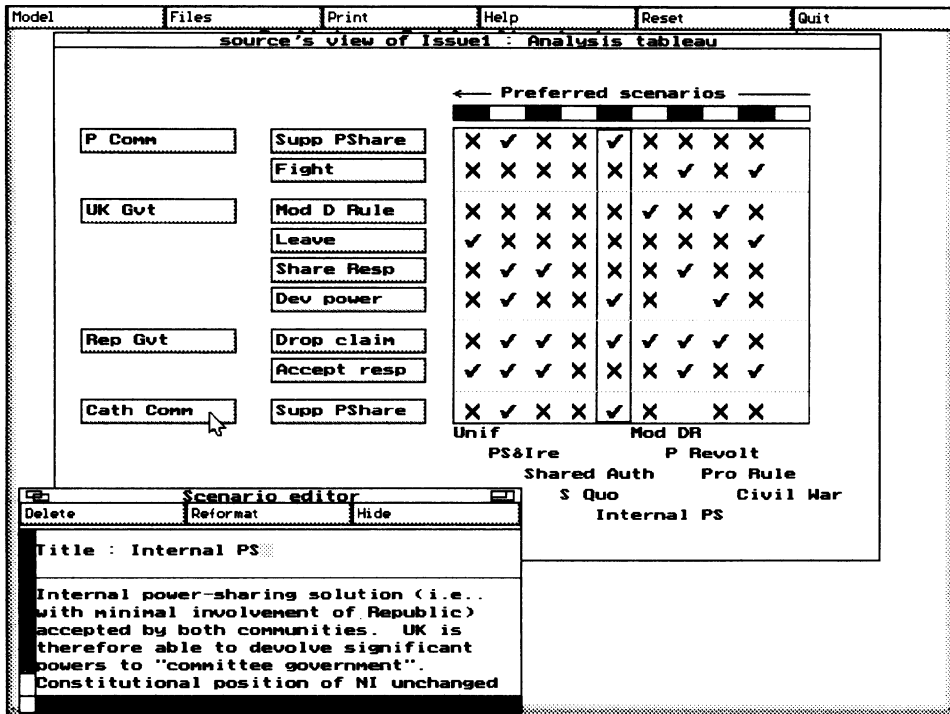 Model Files Print Help Reset Quit
source's view of Issue1 : Analysis tableau
← Preferred scenarios
P Comm Supp PShare ✗ ✓ ✗ ✗ ✓ ✗ ✗ ✗ ✗
Fight ✗ ✗ ✗ ✗ ✗ ✗ ✓ ✗ ✓
UK Gvt Mod D Rule ✗ ✗ ✗ ✗ ✗ ✓ ✗ ✓ ✗
Leave ✓ ✗ ✗ ✗ ✗ ✗ ✗ ✗ ✓
Share Resp ✗ ✓ ✓ ✗ ✗ ✗ ✓ ✗ ✗
Dev power ✗ ✓ ✗ ✗ ✓ ✗ ✓ ✗
Rep Gvt Drop claim ✗ ✓ ✓ ✗ ✓ ✓ ✓ ✓ ✗
Accept resp ✓ ✓ ✓ ✗ ✗ ✗ ✓ ✗ ✓
Cath Comm Supp PShare ✗ ✓ ✗ ✗ ✓ ✗ ✗ ✗
Unif Mod DR
PS&Ire P Revolt
Shared Auth Pro Rule
S Quo Civil War
Internal PS
Scenario editor
Delete Reformat Hide
Title : Internal PS
Internal power-sharing solution (i.e..
with minimal involvement of Republic)
accepted by both communities. UK is
therefore able to devolve significant
powers to "committee government".
Constitutional position of NI unchanged